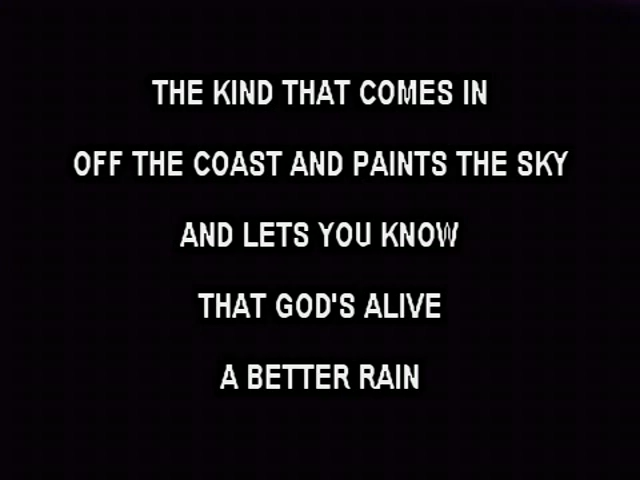 THE KIND THAT COMES IN
OFF THE COAST AND PAINTS THE SKY
AND LETS YOU KNOW
THAT GOD'S ALIVE
A BETTER RAIN